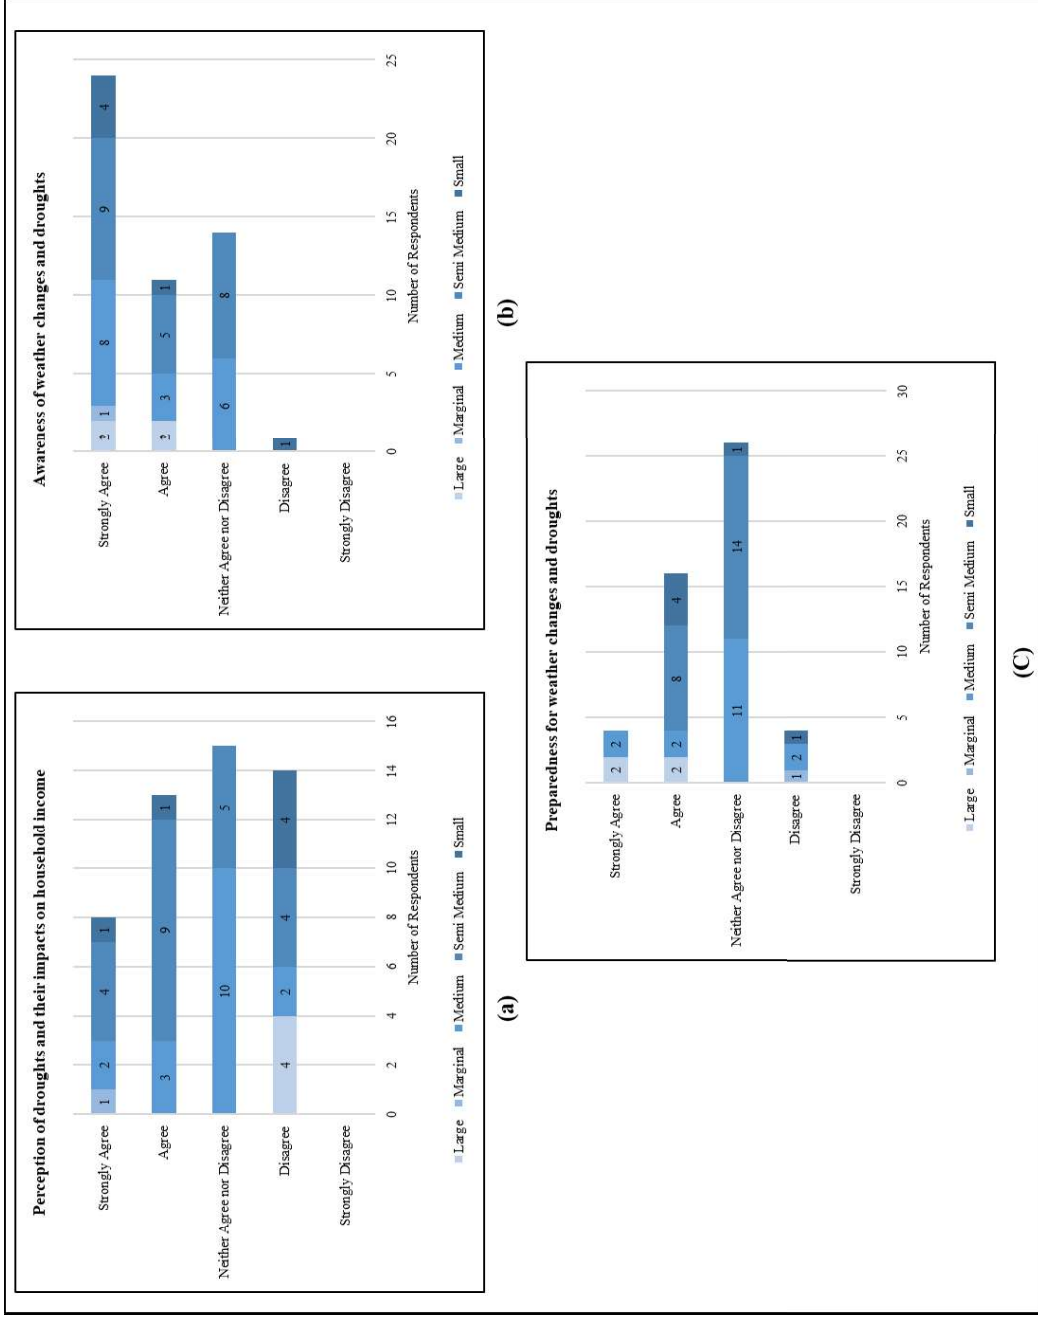 Perception of droughts and their impacts on household income
Strongly Agree
1 2 4 1
Agree
3 9 1
Neither Agree nor Disagree
10 5
Disagree
4 2 4 4
Strongly Disagree
0 2 4 6 8 10 12 14 16
Number of Respondents
Large Marginal Medium Semi Medium Small
(a)
Awareness of weather changes and droughts
Strongly Agree
2 1 8 9 4
Agree
2 3 5 1
Neither Agree nor Disagree
6 8
Disagree
1
Strongly Disagree
0 5 10 15 20 25
Number of Respondents
Large Marginal Medium Semi Medium Small
(b)
Preparedness for weather changes and droughts
Strongly Agree
2 2
Agree
2 2 8 4
Neither Agree nor Disagree
11 14 1
Disagree
1 2 1
Strongly Disagree
0 5 10 15 20 25 30
Number of Respondents
Large Marginal Medium Semi Medium Small
(C)